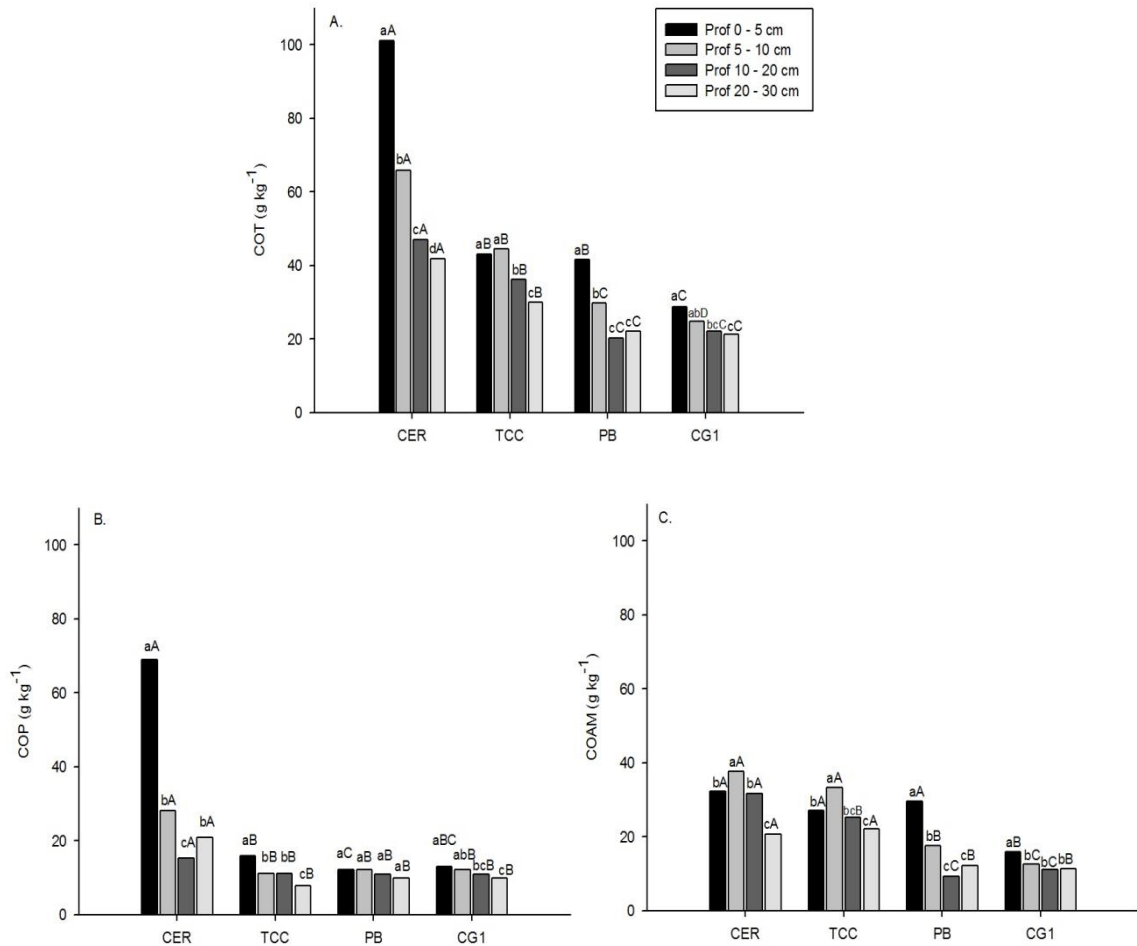 A.
Prof 0 - 5 cm
Prof 5 - 10 cm
Prof 10 - 20 cm
Prof 20 - 30 cm
COT (g kg⁻¹)
100
80
60
40
20
0
aA bA cA dA
aB aB bB cB
aB bC cC cC
aC abD bcC cC
CER TCC PB CG1
B.
COP (g kg⁻¹)
100
80
60
40
20
0
aA bA cA bA
aB bB bB cB
aC aB aB aB
aBC abB bcB cB
CER TCC PB CG1
C.
COAM (g kg⁻¹)
100
80
60
40
20
0
bA aA bA cA
bA aA bcB cA
aA bB cC cB
aB bC bC bB
CER TCC PB CG1